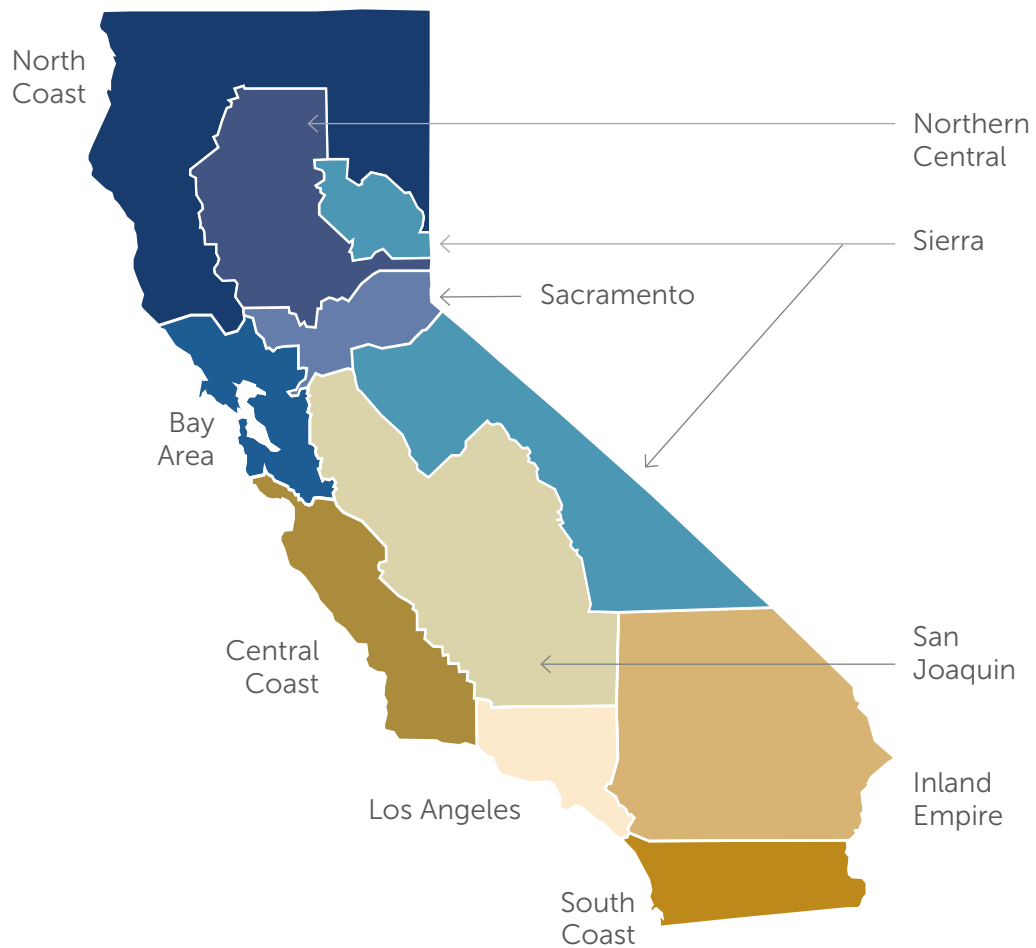 North
Coast
Northern
Central
Sierra
Sacramento
Bay
Area
Central
Coast
San
Joaquin
Los Angeles
Inland
Empire
South
Coast